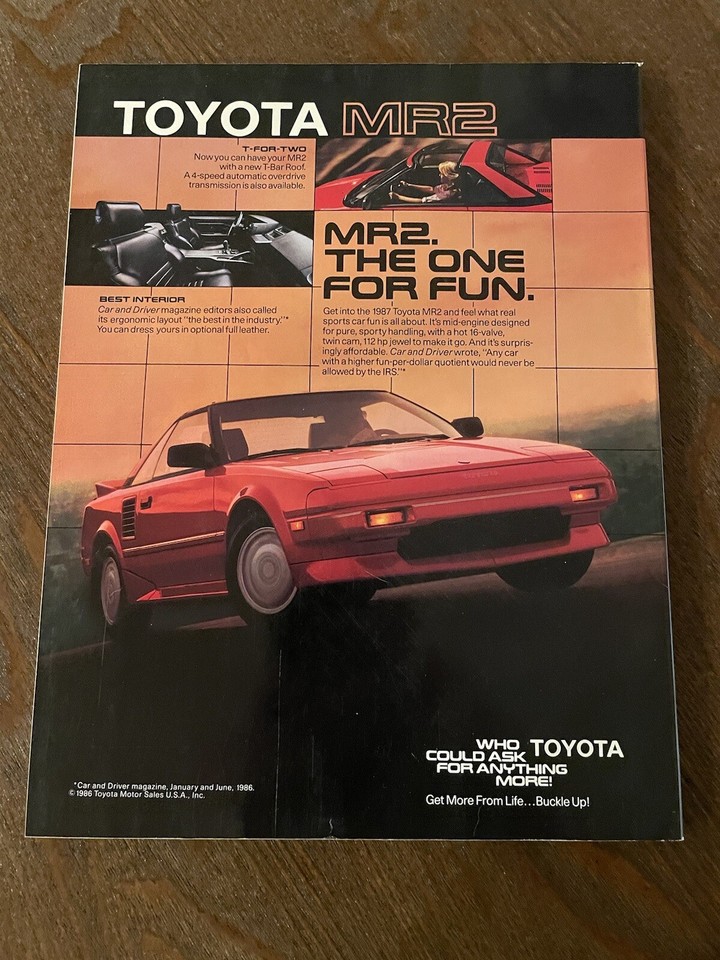 TOYOTA MR2
T-FOR-TWO
Now you can have your MR2
with a new T-Bar Roof.
A 4-speed automatic overdrive
transmission is also available.
BEST INTERIOR
Car and Driver magazine editors also called
its ergonomic layout "the best in the industry."*
You can dress yours in optional full leather.
MR2.
THE ONE
FOR FUN.
Get into the 1987 Toyota MR2 and feel what real
sports car fun is all about. It's mid-engine designed
for pure, sporty handling, with a hot 16-valve,
twin cam, 112 hp jewel to make it go. And it's surpris-
ingly affordable. Car and Driver wrote, "Any car
with a higher fun-per-dollar quotient would never be
allowed by the IRS."*
TOYOTA
WHO
COULD ASK
FOR ANYTHING
MORE!
TOYOTA
Get More From Life...Buckle Up!
*Car and Driver magazine, January and June, 1986.
© 1986 Toyota Motor Sales U.S.A., Inc.